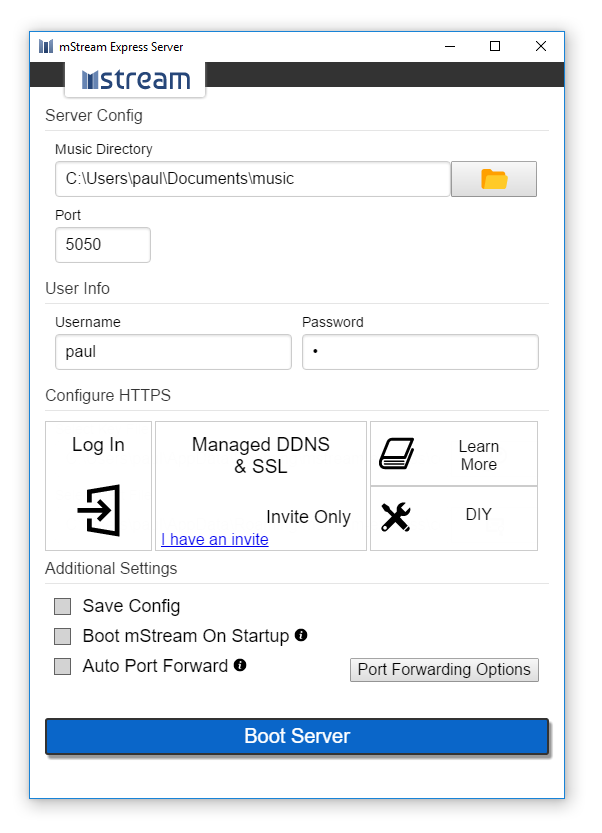 mStream Express Server
mstream
Server Config
Music Directory
C:\Users\paul\Documents\music
Port
5050
User Info
Username
Password
paul
•
Configure HTTPS
Log In
Managed DDNS
& SSL
Invite Only
I have an invite
Learn
More
DIY
Additional Settings
Save Config
Boot mStream On Startup
Auto Port Forward
Port Forwarding Options
Boot Server